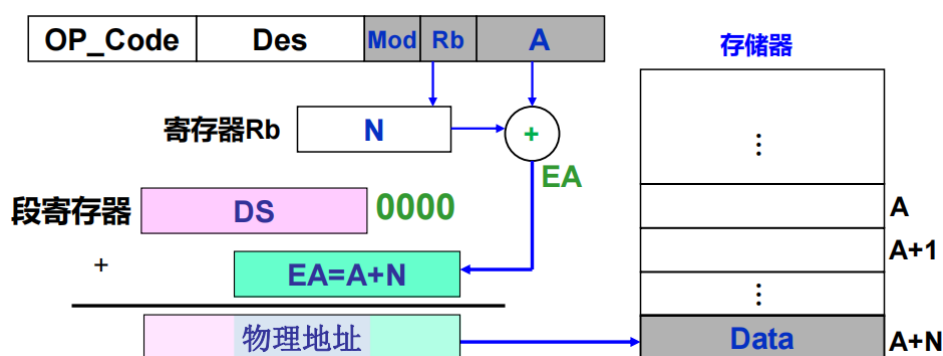 OP_Code Des Mod Rb A
存储器
寄存器Rb N +
⋮
EA
段寄存器 DS 0000
A
+ EA=A+N
A+1
⋮
物理地址
Data A+N